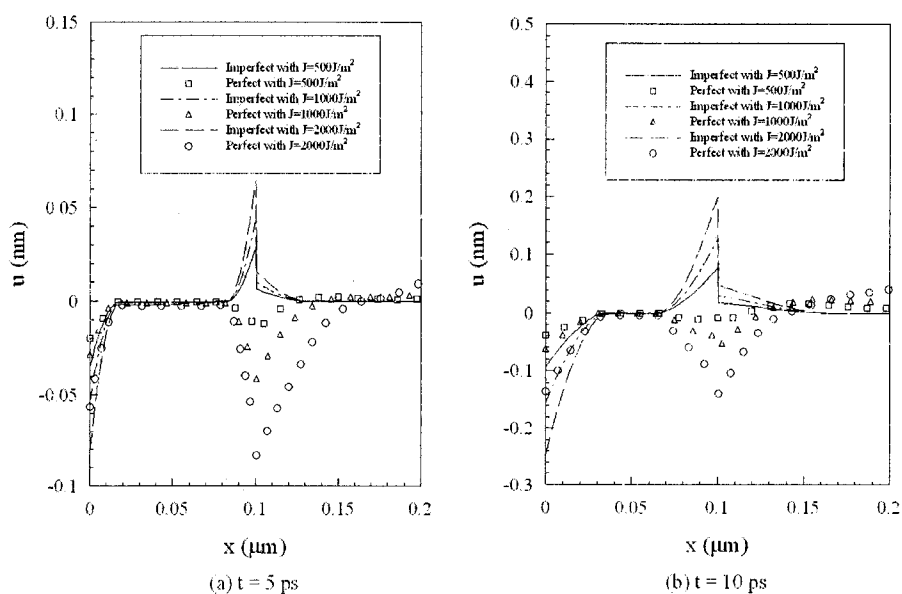 0.15
0.1
0.05
0
-0.05
-0.1
u (nm)
Imperfect with J=500J/m²
Perfect with J=500J/m²
Imperfect with J=1000J/m²
Perfect with J=1000J/m²
Imperfect with J=2000J/m²
Perfect with J=2000J/m²
0 0.05 0.1 0.15 0.2
x (μm)
(a) t = 5 ps
0.5
0.4
0.3
0.2
0.1
0
-0.1
-0.2
-0.3
u (nm)
Imperfect with J=500J/m²
Perfect with J=500J/m²
Imperfect with J=1000J/m²
Perfect with J=1000J/m²
Imperfect with J=2000J/m²
Perfect with J=2000J/m²
0 0.05 0.1 0.15 0.2
x (μm)
(b) t = 10 ps